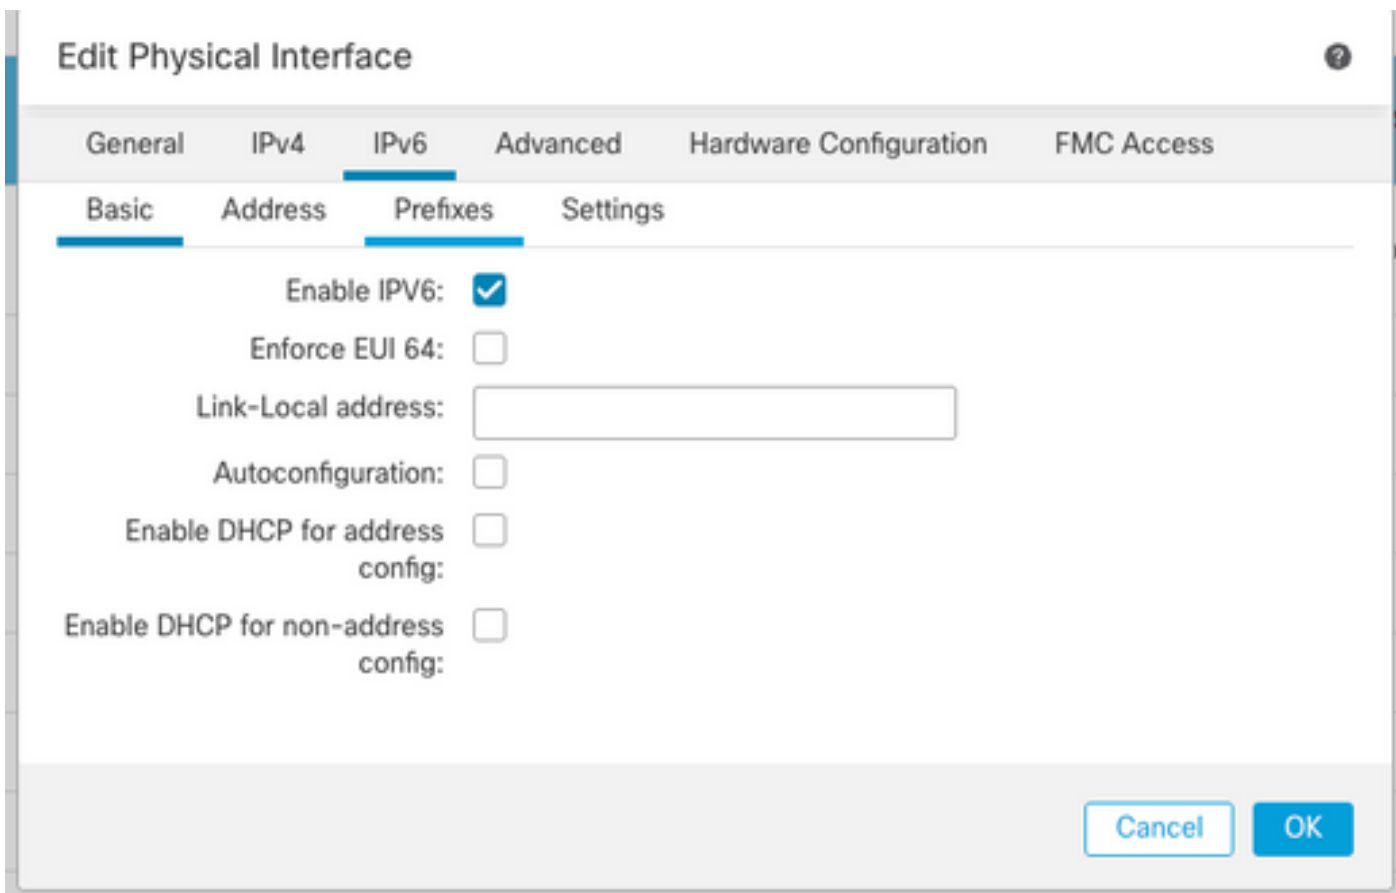 Edit Physical Interface
General IPv4 IPv6 Advanced Hardware Configuration FMC Access
Basic Address Prefixes Settings
Enable IPV6:
Enforce EUI 64:
Link-Local address:
Autoconfiguration:
Enable DHCP for address
config:
Enable DHCP for non-address
config:
Cancel OK